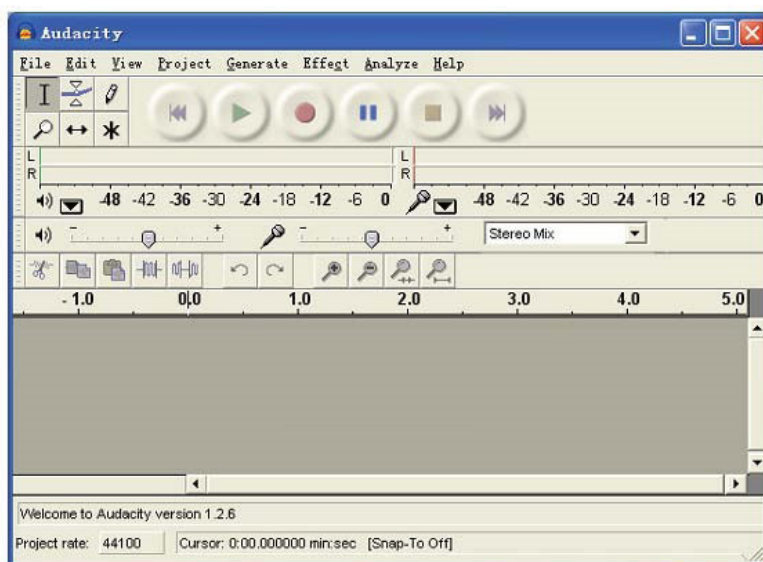 Audacity
File Edit View Project Generate Effect Analyze Help
L
R
-48 -42 -36 -30 -24 -18 -12 -6 0
L
R
-48 -42 -36 -30 -24 -18 -12 -6 0
- + - + Stereo Mix
- 1.0 0.0 1.0 2.0 3.0 4.0 5.0
Welcome to Audacity version 1.2.6
Project rate: 44100 Cursor: 0:00.000000 min:sec [Snap-To Off]